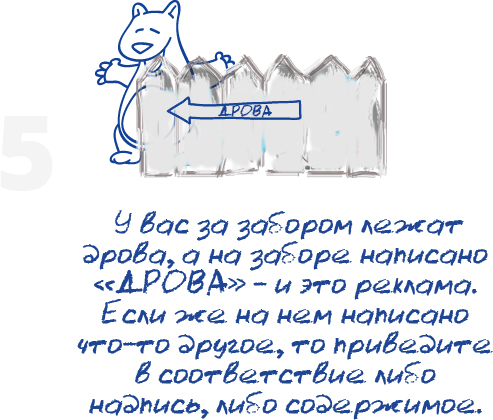 ДРОВА
5
У вас за забором лежат
дрова, а на заборе написано
«ДРОВА» – и это реклама.
Если же на нем написано
что-то другое, то приведите
в соответствие либо
надпись, либо содержимое.